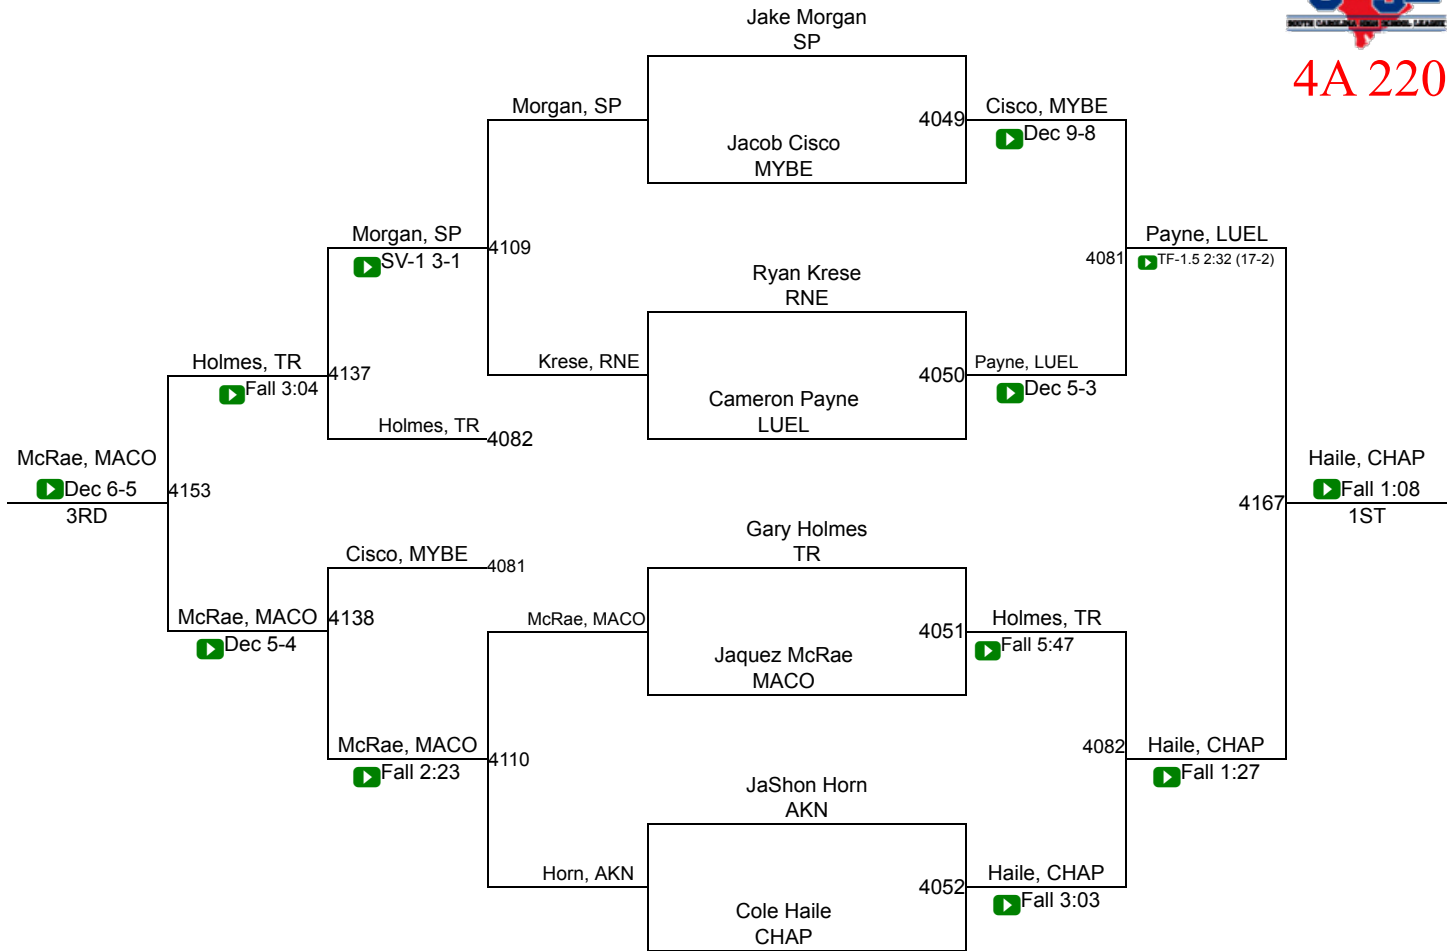 SOUTH CAROLINA HIGH SCHOOL LEAGUE
4A 220
Jake Morgan
SP
Morgan, SP
4049
Cisco, MYBE
Dec 9-8
Jacob Cisco
MYBE
Morgan, SP
SV-1 3-1
4109
Payne, LUEL
4081
TF-1.5 2:32 (17-2)
Ryan Krese
RNE
Krese, RNE
4050
Payne, LUEL
Dec 5-3
Cameron Payne
LUEL
Holmes, TR
Fall 3:04
4137
Holmes, TR
4082
McRae, MACO
Dec 6-5
4153
3RD
Haile, CHAP
Fall 1:08
4167
1ST
Gary Holmes
TR
Cisco, MYBE
4081
McRae, MACO
4138
Dec 5-4
McRae, MACO
4051
Holmes, TR
Fall 5:47
Jaquez McRae
MACO
McRae, MACO
Fall 2:23
4110
4082
Haile, CHAP
Fall 1:27
JaShon Horn
AKN
Horn, AKN
4052
Haile, CHAP
Fall 3:03
Cole Haile
CHAP